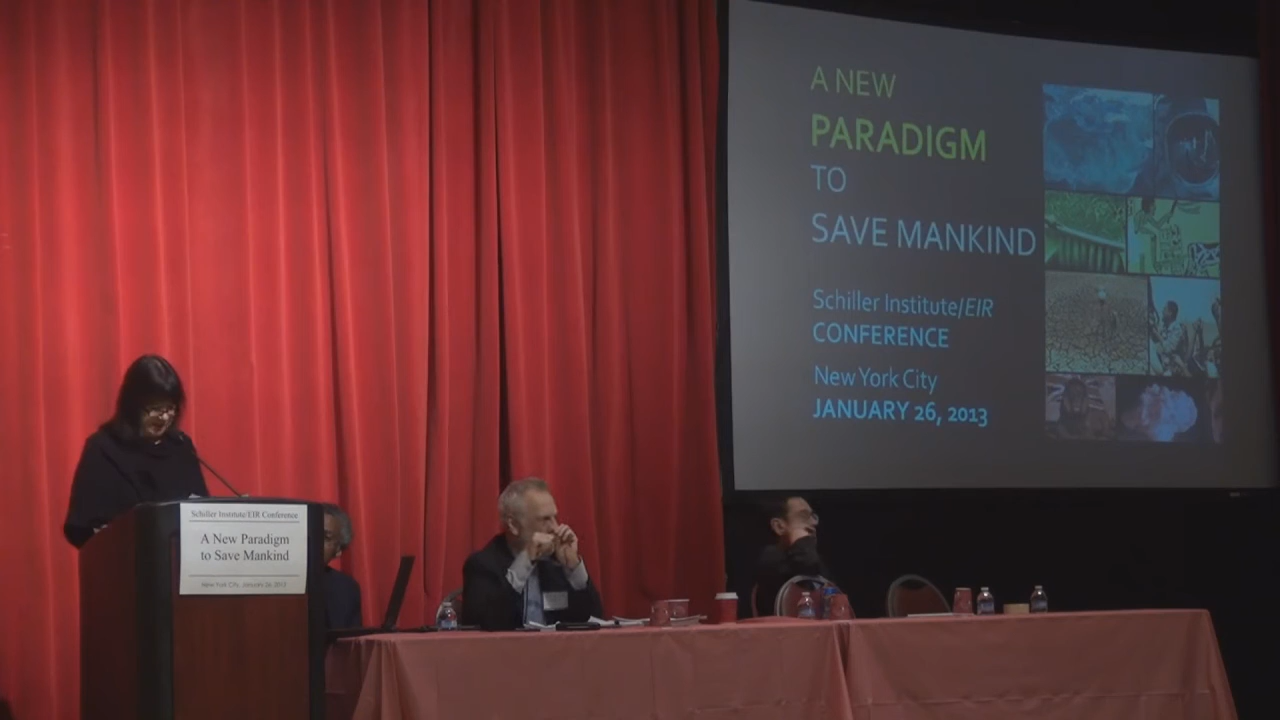 A NEW
PARADIGM
TO
SAVE MANKIND
Schiller Institute/EIR
CONFERENCE
New York City
JANUARY 26, 2013
Schiller Institute/EIR Conference
A New Paradigm
to Save Mankind
New York City, January 26, 2013